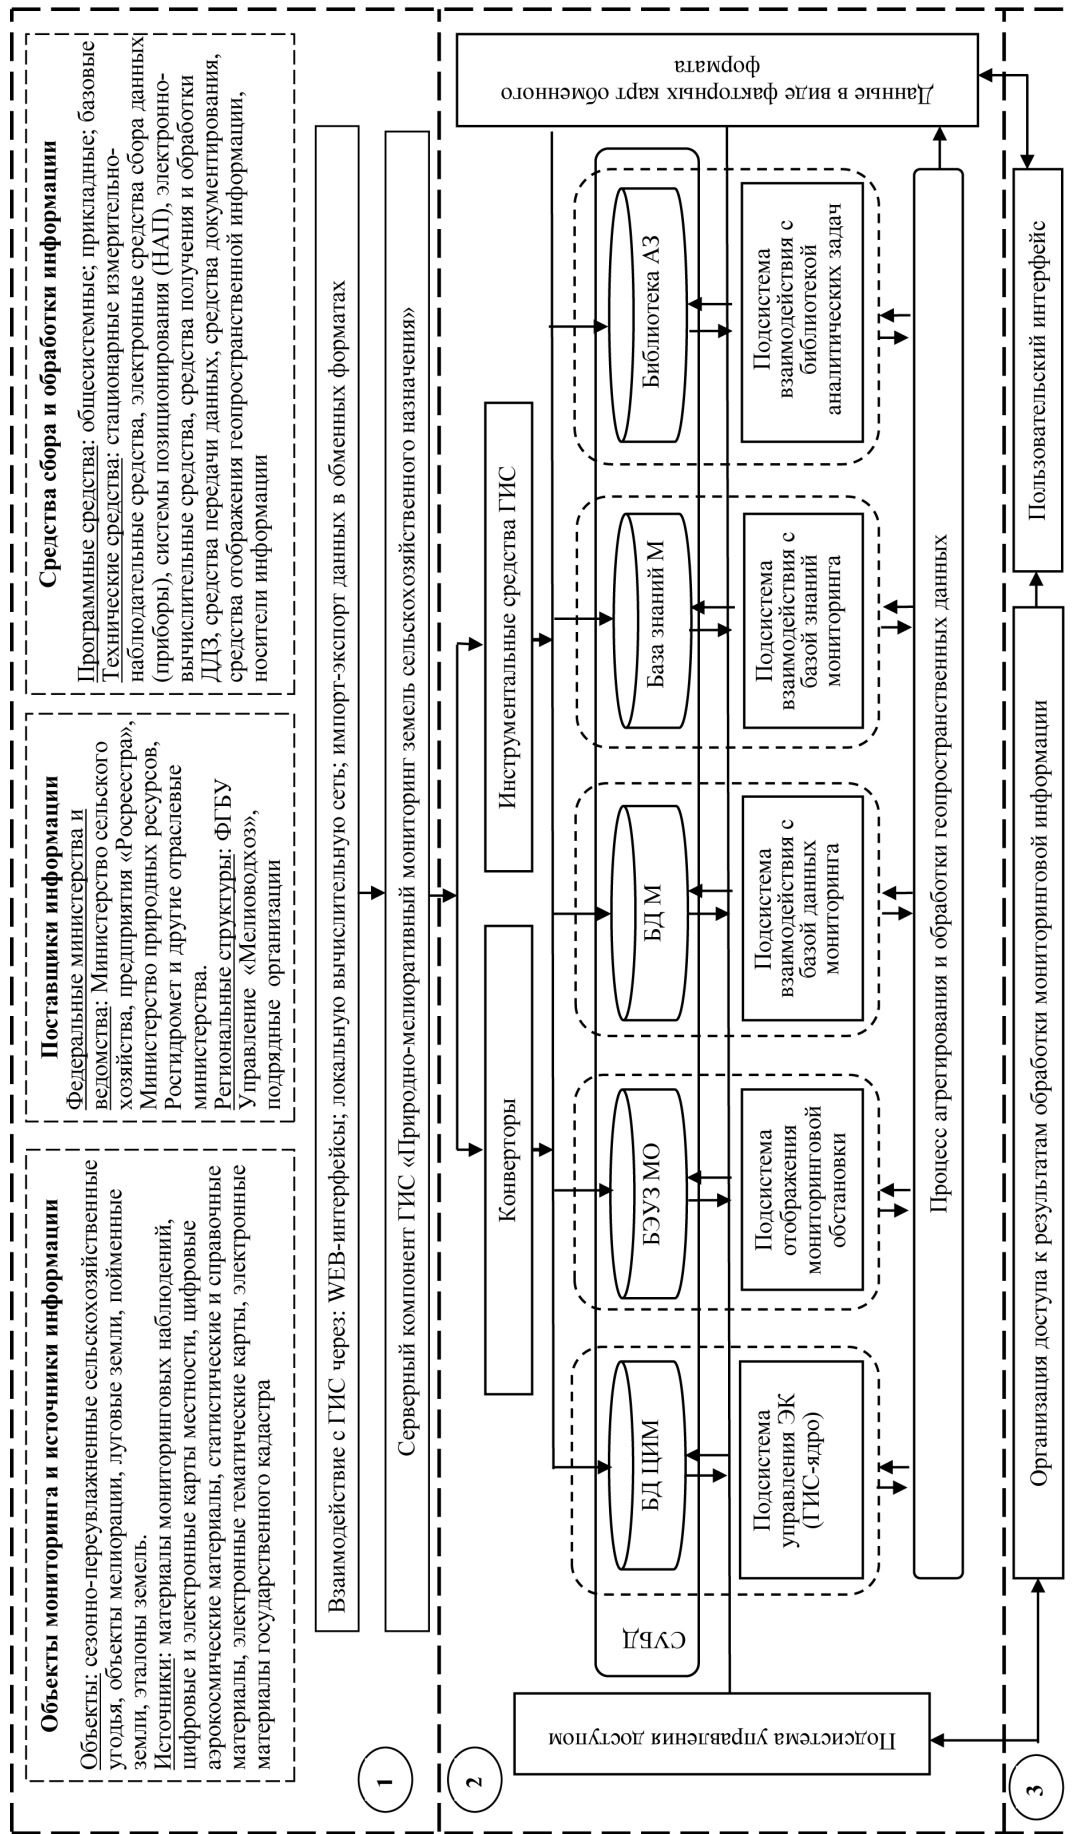 Объекты мониторинга и источники информации
Объекты: сезонно-переувлажненные сельскохозяйственные
угодья, объекты мелиорации, луговые земли, пойменные
земли, эталоны земель.
Источники: материалы мониторинговых наблюдений,
цифровые и электронные карты местности, цифровые
аэрокосмические материалы, статистические и справочные
материалы, электронные тематические карты, электронные
материалы государственного кадастра
Поставщики информации
Федеральные министерства и
ведомства: Министерство сельского
хозяйства, предприятия «Росреестра»,
Министерство природных ресурсов,
Росгидромет и другие отраслевые
министерства.
Региональные структуры: ФГБУ
Управление «Мелиоводхоз»,
подрядные организации
Средства сбора и обработки информации
Программные средства: общесистемные; прикладные; базовые
Технические средства: стационарные измерительно-
наблюдательные средства, электронные средства сбора данных
(приборы), системы позиционирования (НАП), электронно-
вычислительные средства, средства получения и обработки
ДДЗ, средства передачи данных, средства документирования,
средства отображения геопространственной информации,
носители информации
Взаимодействие с ГИС через: WEB-интерфейсы; локальную вычислительную сеть; импорт-экспорт данных в обменных форматах
1
Серверный компонент ГИС «Природно-мелиоративный мониторинг земель сельскохозяйственного назначения»
2
Конверторы
Инструментальные средства ГИС
Подсистема управления доступом
СУБД
БД ЦИМ
БЭУЗ МО
БД М
База знаний М
Библиотека АЗ
Подсистема
управления ЭК
(ГИС-ядро)
Подсистема
отображения
мониторинговой
обстановки
Подсистема
взаимодействия с
базой данных
мониторинга
Подсистема
взаимодействия с
базой знаний
мониторинга
Подсистема
взаимодействия с
библиотекой
аналитических задач
Данные в виде факторных карт обменного
формата
Процесс агрегирования и обработки геопространственных данных
3
Организация доступа к результатам обработки мониторинговой информации
Пользовательский интерфейс